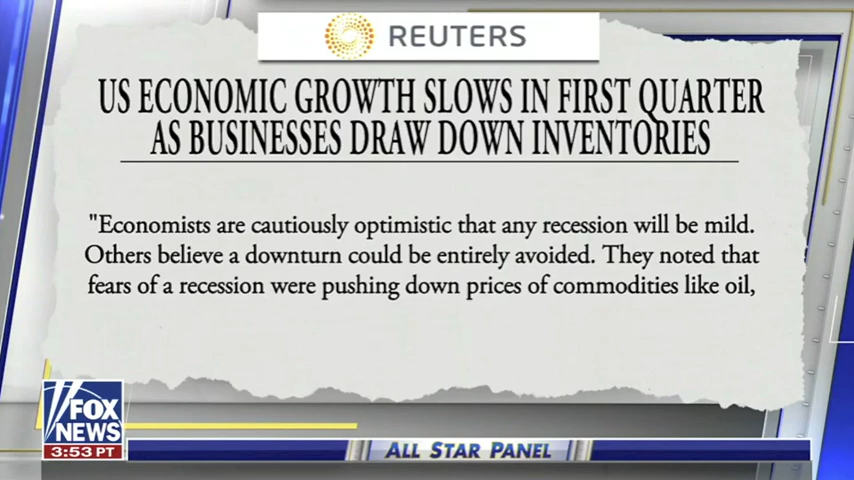 REUTERS
US ECONOMIC GROWTH SLOWS IN FIRST QUARTER
AS BUSINESSES DRAW DOWN INVENTORIES
"Economists are cautiously optimistic that any recession will be mild.
Others believe a downturn could be entirely avoided. They noted that
fears of a recession were pushing down prices of commodities like oil,
FOX
NEWS
3:53 PT
ALL STAR PANEL